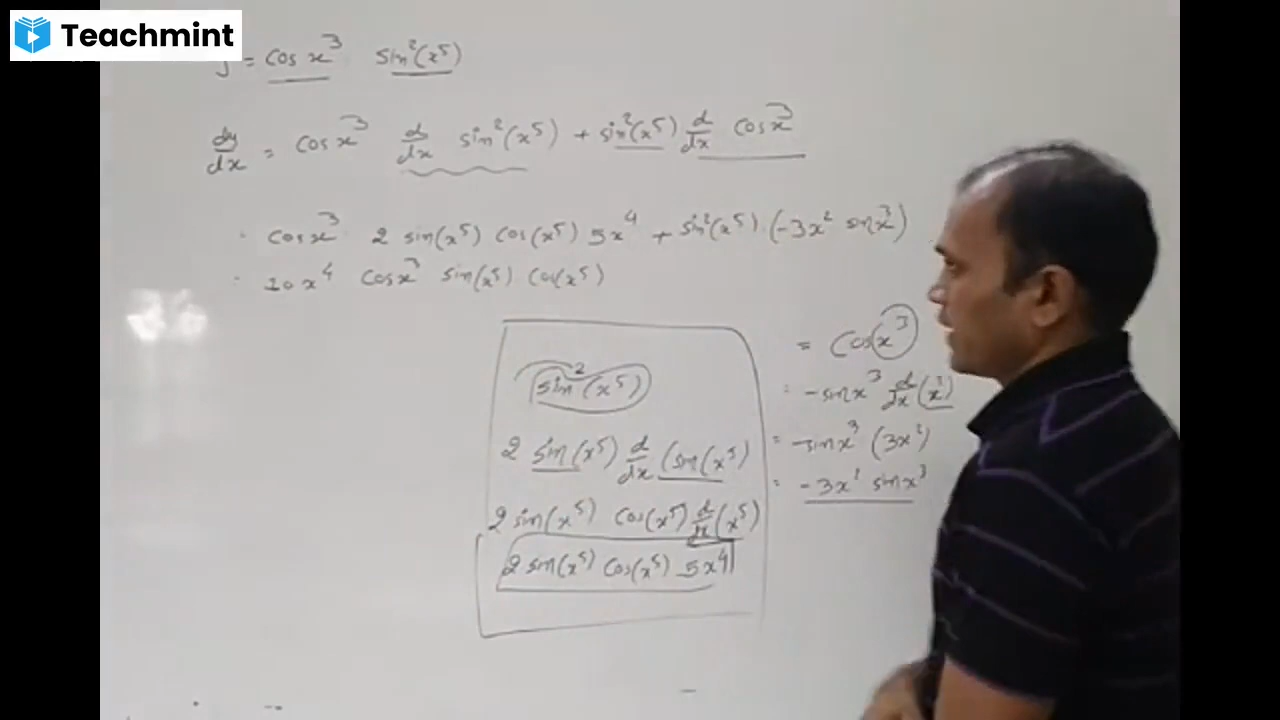 Teachmint
y = cos x³ sin²(x⁵)
dy/dx = cos x³ d/dx sin²(x⁵) + sin²(x⁵) d/dx cos x³
cos x³ 2 sin(x⁵) cos(x⁵) 5x⁴ + sin²(x⁵) · (-3x² sin x³)
10x⁴ cos x³ sin(x⁵) cos(x⁵)
sin²(x⁵)
2 sin(x⁵) d/dx (sin(x⁵)
2 sin(x⁵) cos(x⁵) d/dx (x⁵)
2 sin(x⁵) cos(x⁵) 5x⁴
= cos(x³
= -sin x³ d/dx (x³)
= -sin x³ (3x²)
= -3x² sin x³